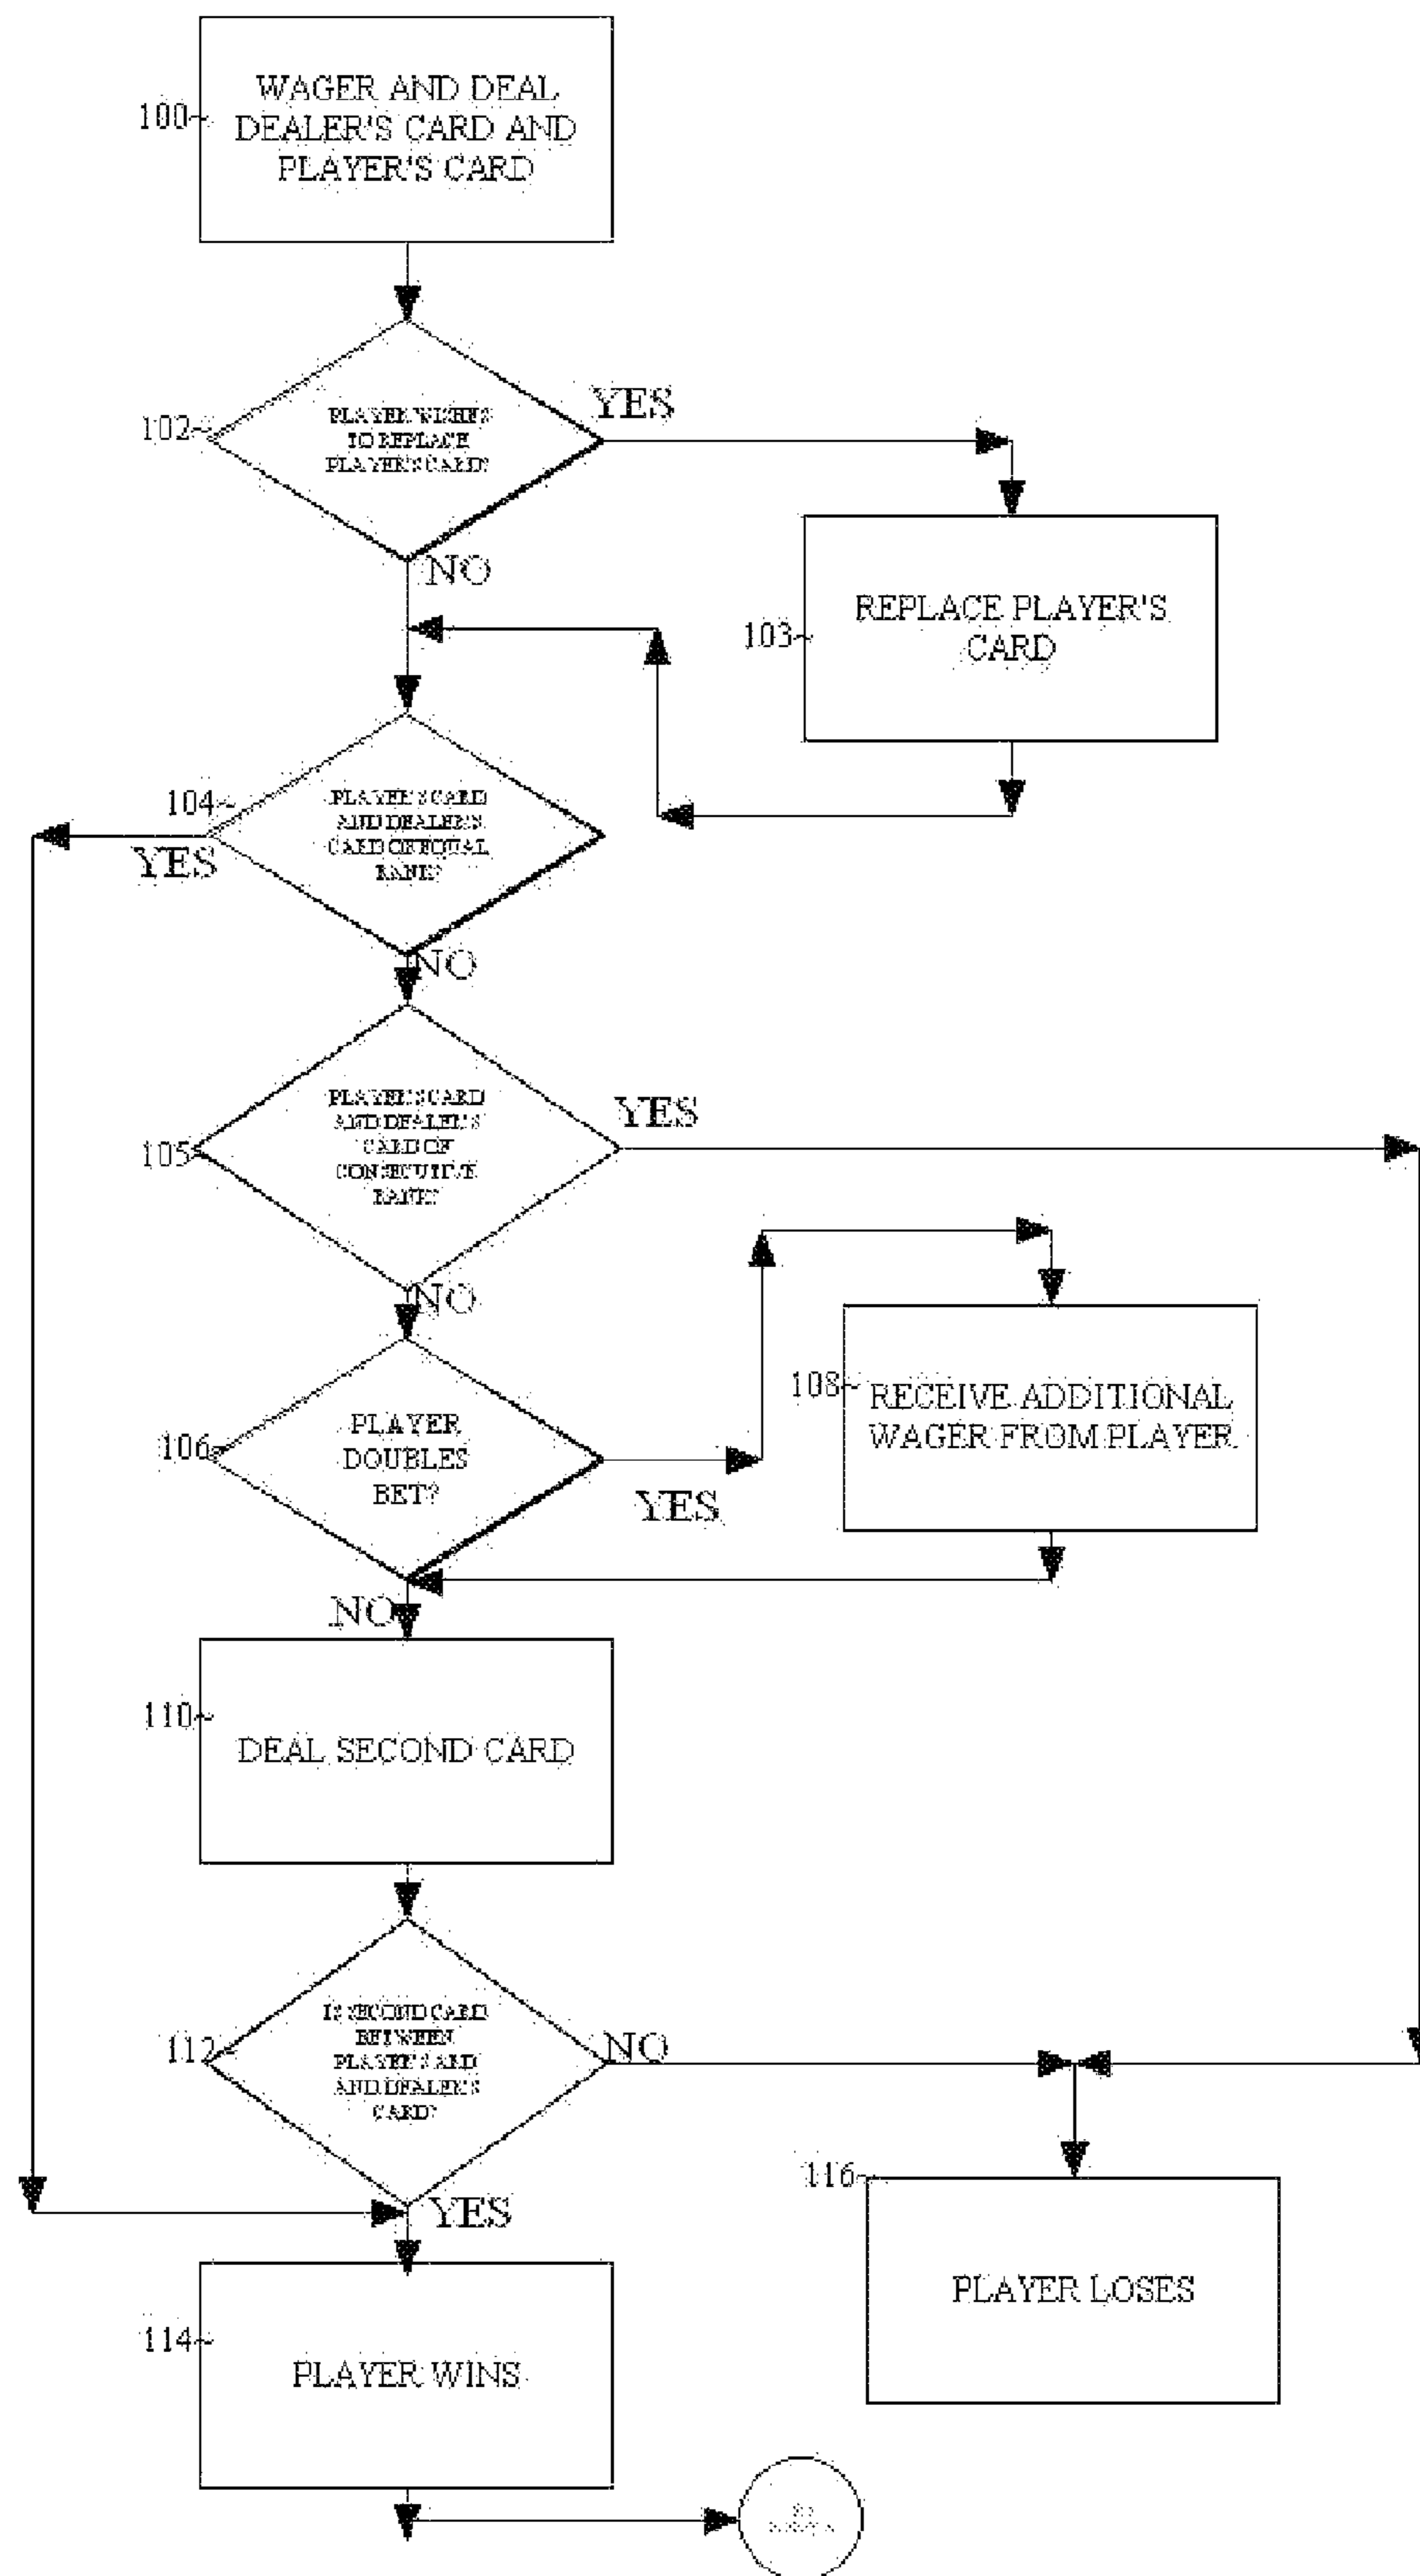 100
WAGER AND DEAL
DEALER'S CARD AND
PLAYER'S CARD
102
PLAYER WISHES
TO REPLACE
PLAYER'S CARD?
YES
NO
103
REPLACE PLAYER'S
CARD
104
PLAYER'S CARD
AND DEALER'S
CARD OF EQUAL
RANK?
YES
NO
105
PLAYER'S CARD
AND DEALER'S
CARD OF
CONSECUTIVE
RANK?
YES
NO
106
PLAYER
DOUBLES
BET?
YES
108
RECEIVE ADDITIONAL
WAGER FROM PLAYER
NO
110
DEAL SECOND CARD
112
IS SECOND CARD
BETWEEN
PLAYER'S ARD
AND DEALER'S
CARD?
NO
YES
116
PLAYER LOSES
114
PLAYER WINS